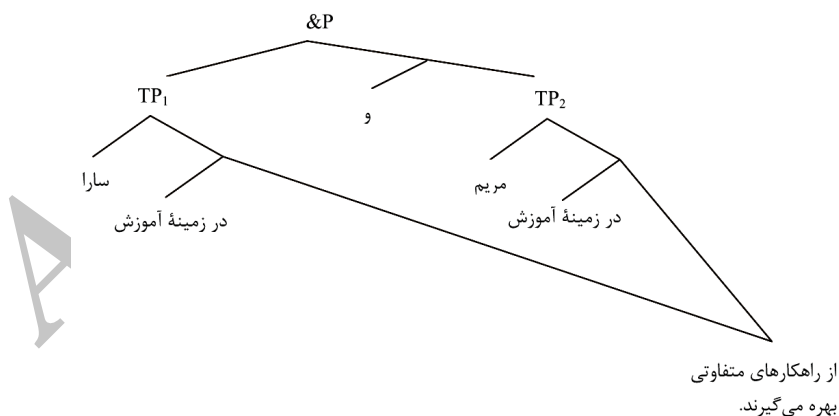 &P
TP₁
و
TP₂
سارا
در زمینهٔ آموزش
مریم
در زمینهٔ آموزش
از راهکارهای متفاوتی
بهره می‌گیرند.
A